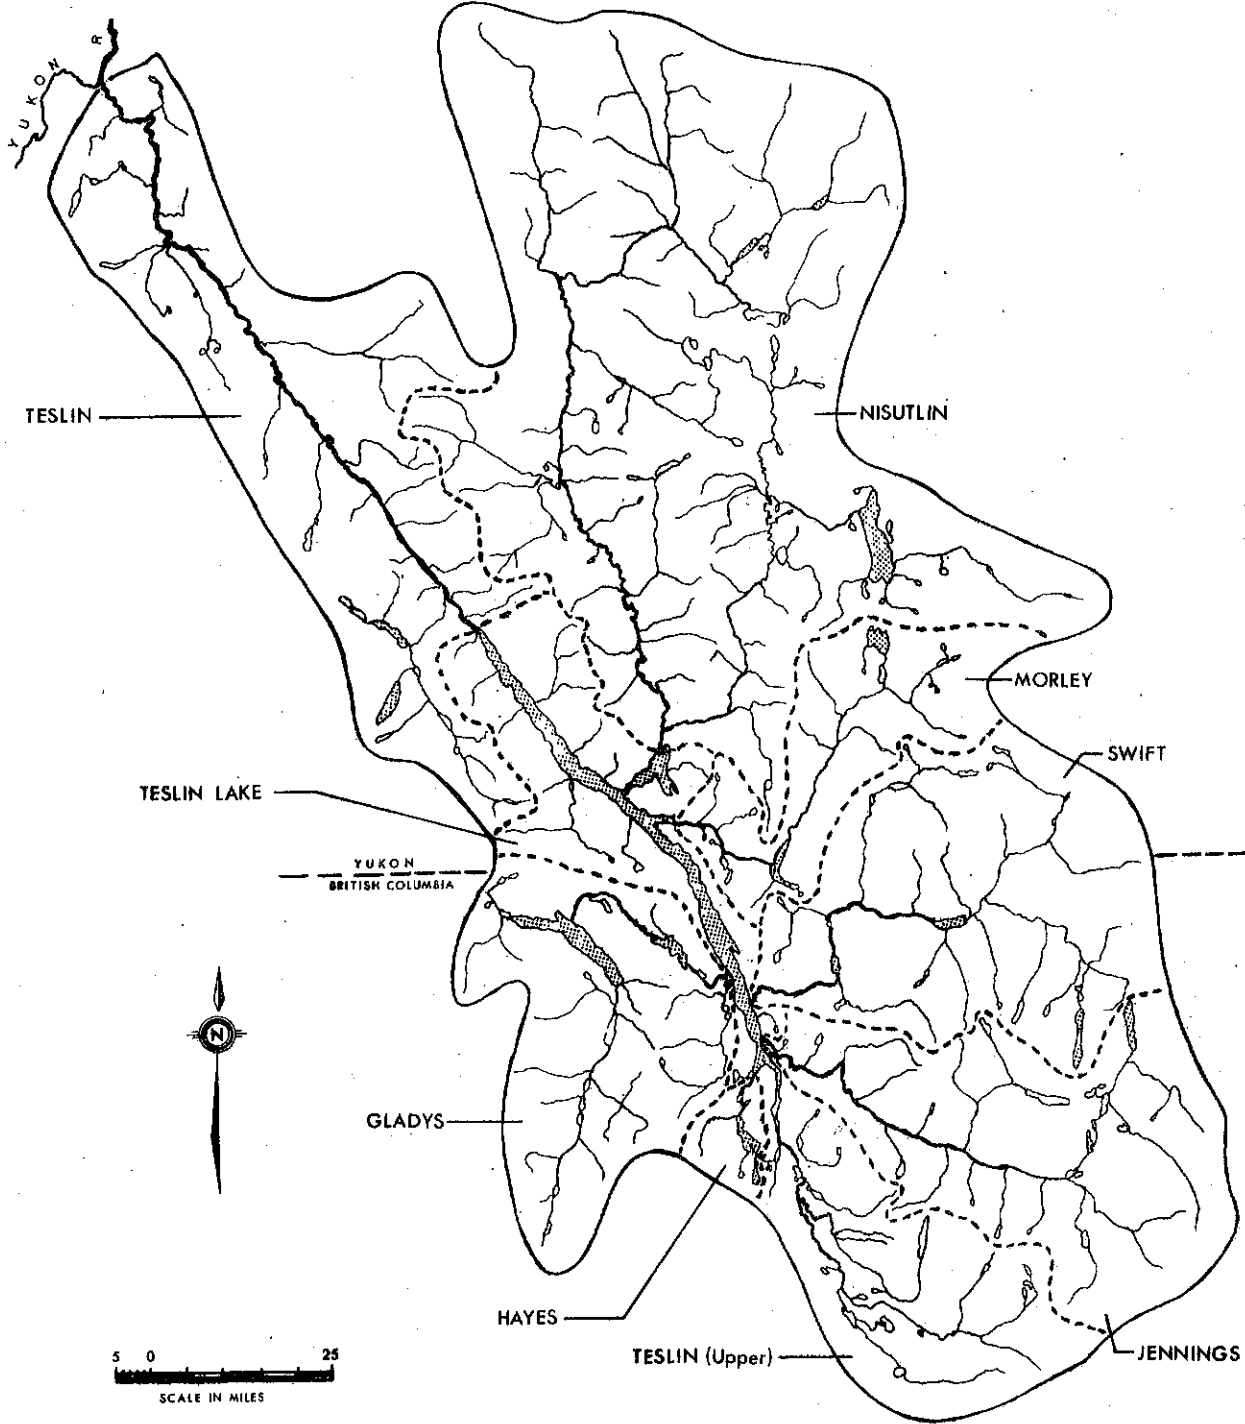 YUKON R
TESLIN
NISUTLIN
MORLEY
SWIFT
TESLIN LAKE
YUKON
BRITISH COLUMBIA
N
GLADYS
HAYES
TESLIN (Upper)
JENNINGS
5 0 25
SCALE IN MILES